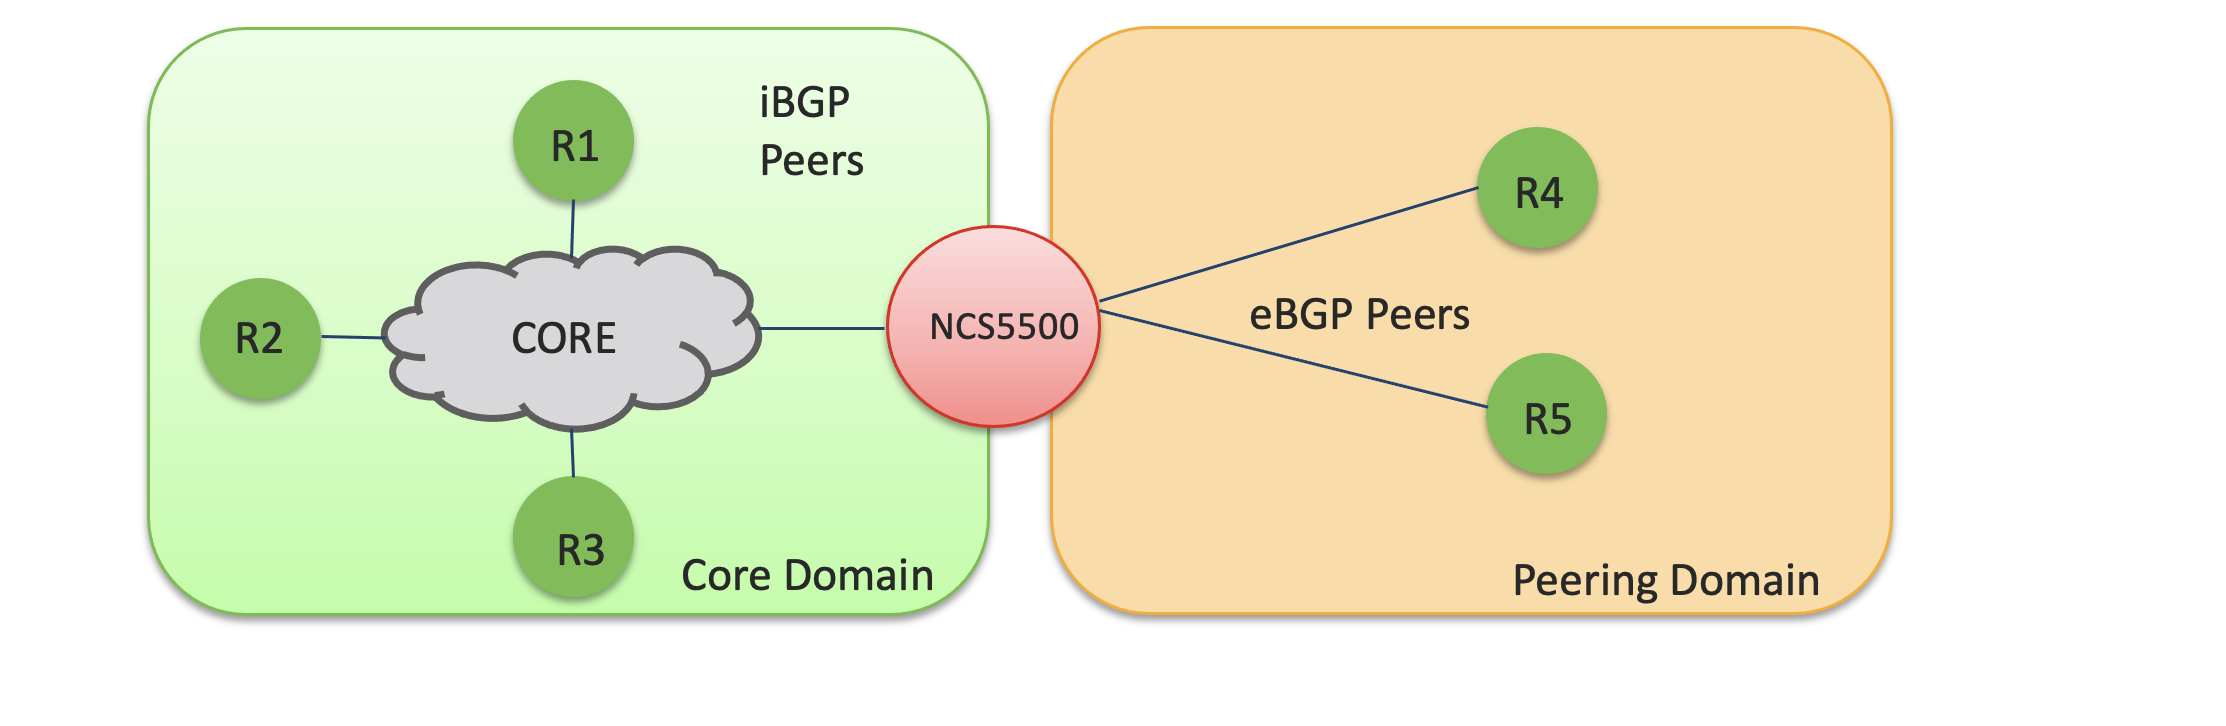 iBGP
Peers
R1
R2
CORE
R3
Core Domain
NCS5500
R4
eBGP Peers
R5
Peering Domain